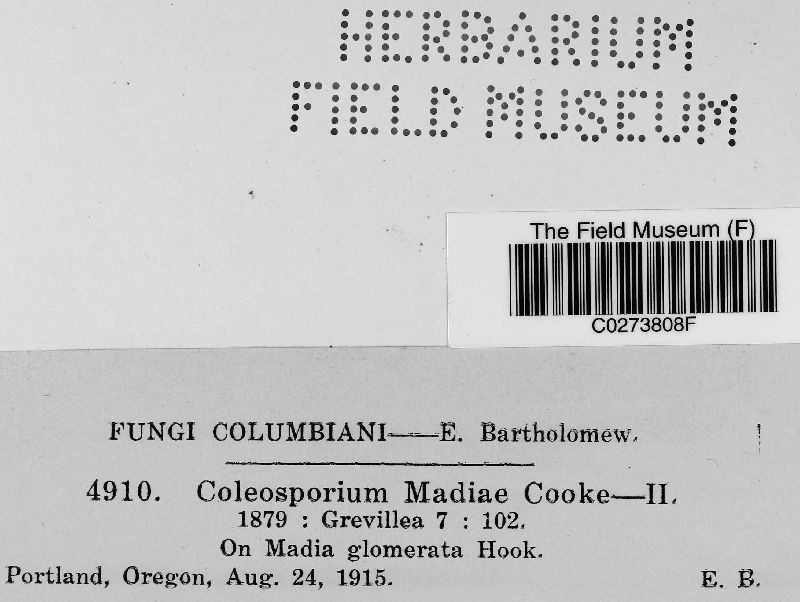 HERBARIUM
FIELD MUSEUM
The Field Museum (F)
C0273808F
FUNGI COLUMBIANI——E. Bartholomew.
4910. Coleosporium Madiae Cooke—II.
1879 : Grevillea 7 : 102.
On Madia glomerata Hook.
Portland, Oregon, Aug. 24, 1915. E. B.